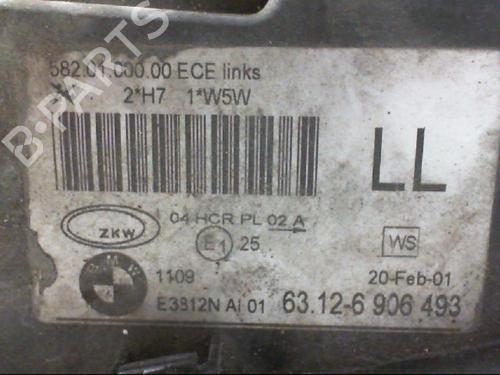 582.01.000.00 ECE links
2*H7 1*W5W
LL
04 HCR PL 02 A
ZKW
E1 25
WS
BMW
1109
20-Feb-01
E3812N AI 01
63.12-6 906 493
B-PARTS